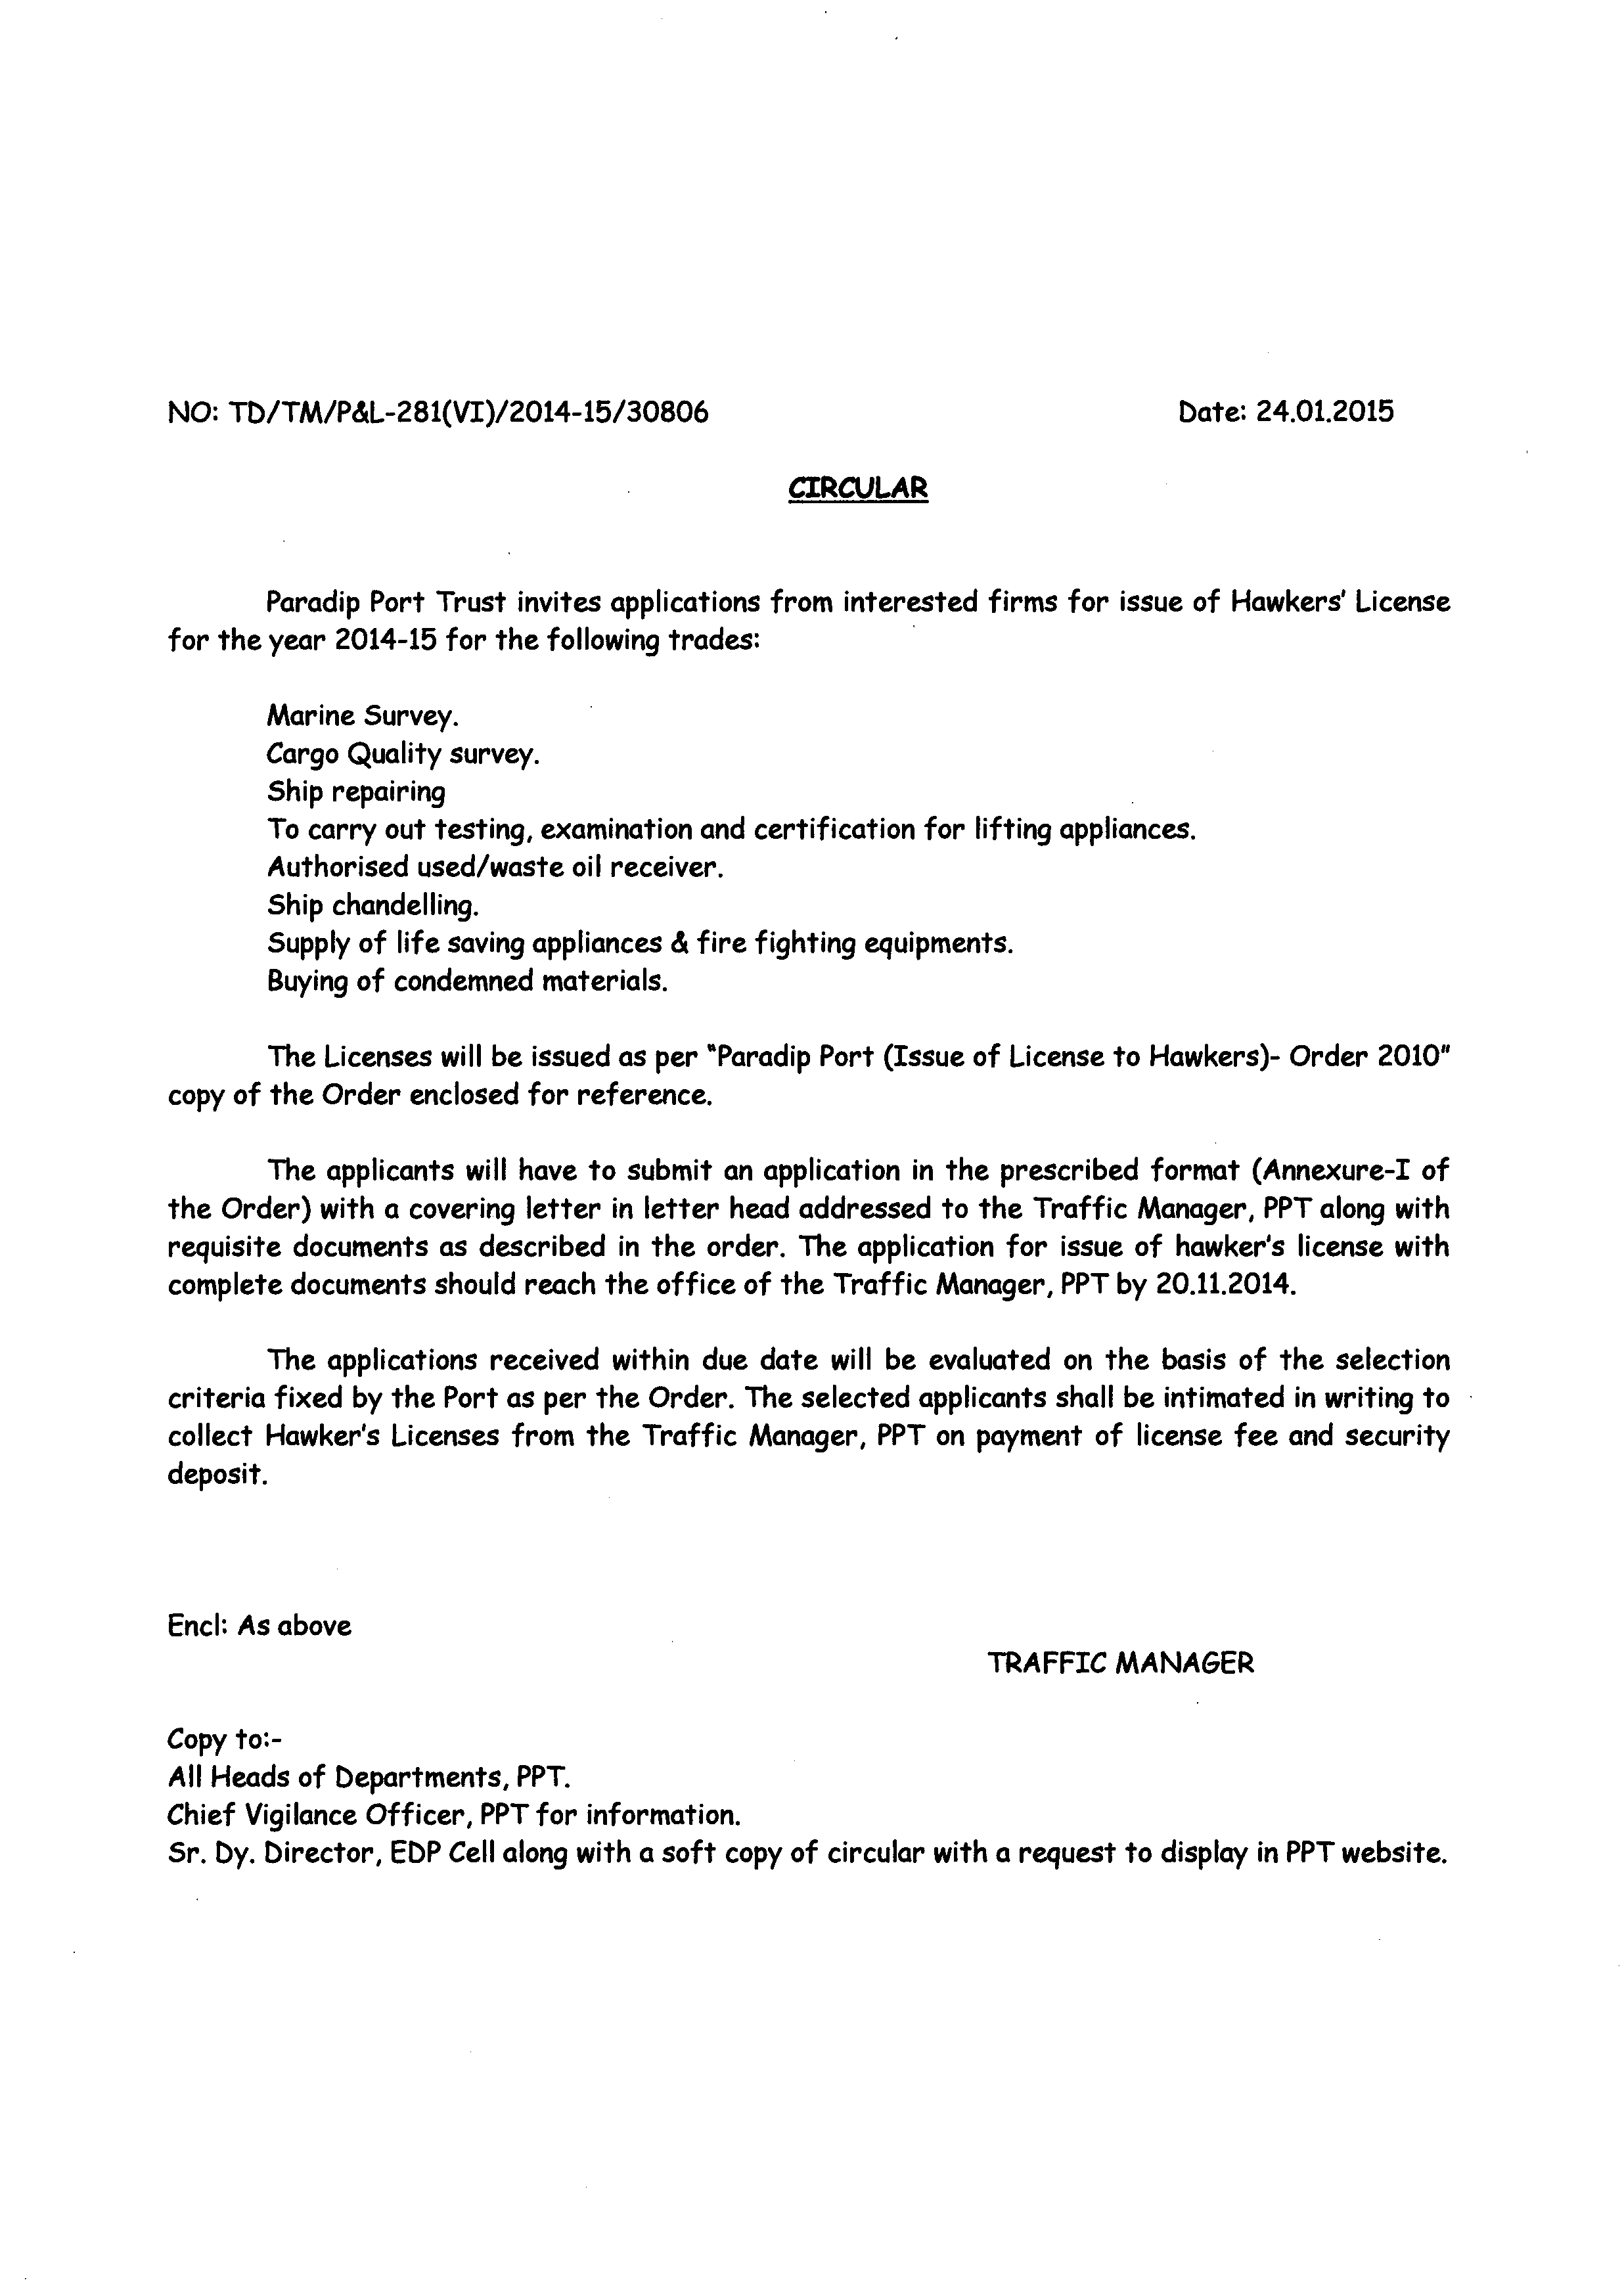 NO: TD/TM/P&L-281(VI)/2014-15/30806 Date: 24.01.2015
CIRCULAR
Paradip Port Trust invites applications from interested firms for issue of Hawkers' License
for the year 2014-15 for the following trades:
Marine Survey.
Cargo Quality survey.
Ship repairing
To carry out testing, examination and certification for lifting appliances.
Authorised used/waste oil receiver.
Ship chandelling.
Supply of life saving appliances & fire fighting equipments.
Buying of condemned materials.
The Licenses will be issued as per "Paradip Port (Issue of License to Hawkers)- Order 2010"
copy of the Order enclosed for reference.
The applicants will have to submit an application in the prescribed format (Annexure-I of
the Order) with a covering letter in letter head addressed to the Traffic Manager, PPT along with
requisite documents as described in the order. The application for issue of hawker's license with
complete documents should reach the office of the Traffic Manager, PPT by 20.11.2014.
The applications received within due date will be evaluated on the basis of the selection
criteria fixed by the Port as per the Order. The selected applicants shall be intimated in writing to
collect Hawker's Licenses from the Traffic Manager, PPT on payment of license fee and security
deposit.
Encl: As above
TRAFFIC MANAGER
Copy to:-
All Heads of Departments, PPT.
Chief Vigilance Officer, PPT for information.
Sr. Dy. Director, EDP Cell along with a soft copy of circular with a request to display in PPT website.